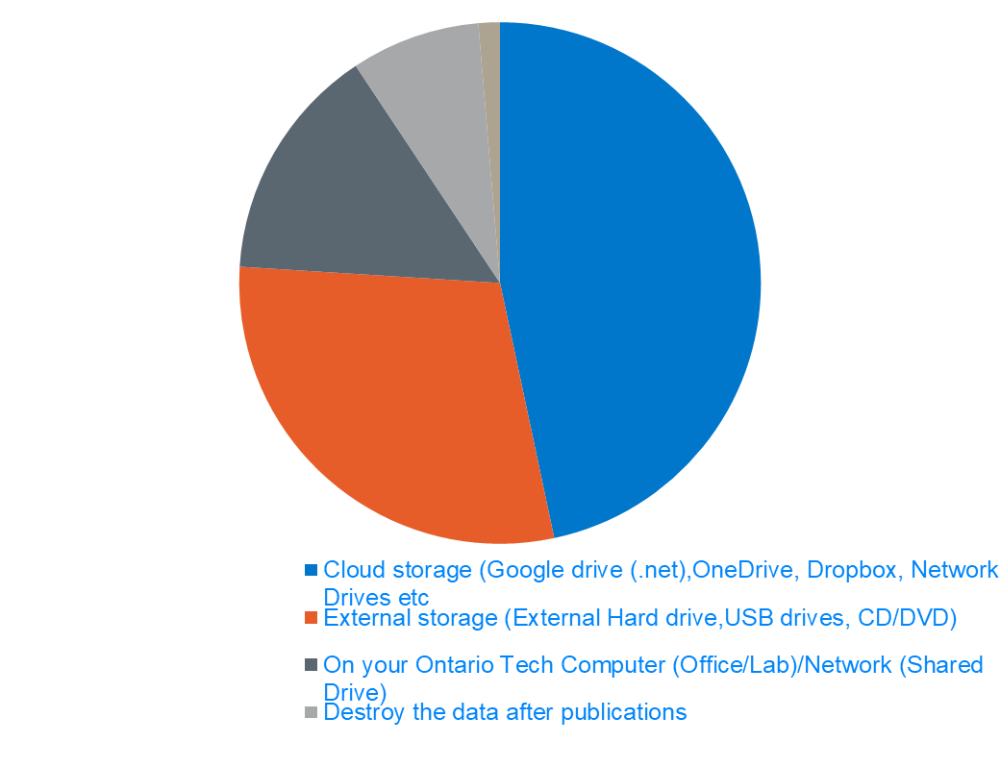 Cloud storage (Google drive (.net),OneDrive, Dropbox, Network
Drives etc
External storage (External Hard drive,USB drives, CD/DVD)
On your Ontario Tech Computer (Office/Lab)/Network (Shared
Drive)
Destroy the data after publications